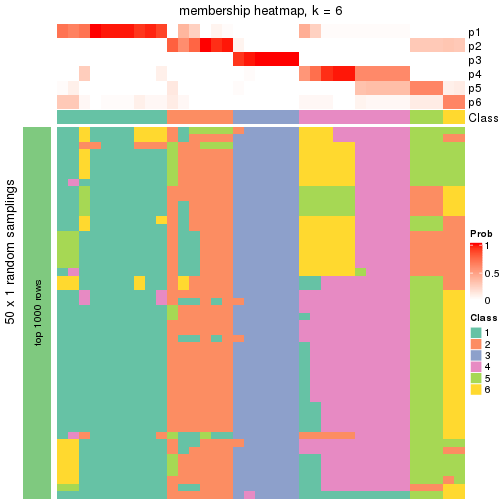 membership heatmap, k = 6
p1
p2
p3
p4
p5
p6
Class
50 x 1 random samplings
top 1000 rows
Prob
1
0.5
0
Class
1
2
3
4
5
6